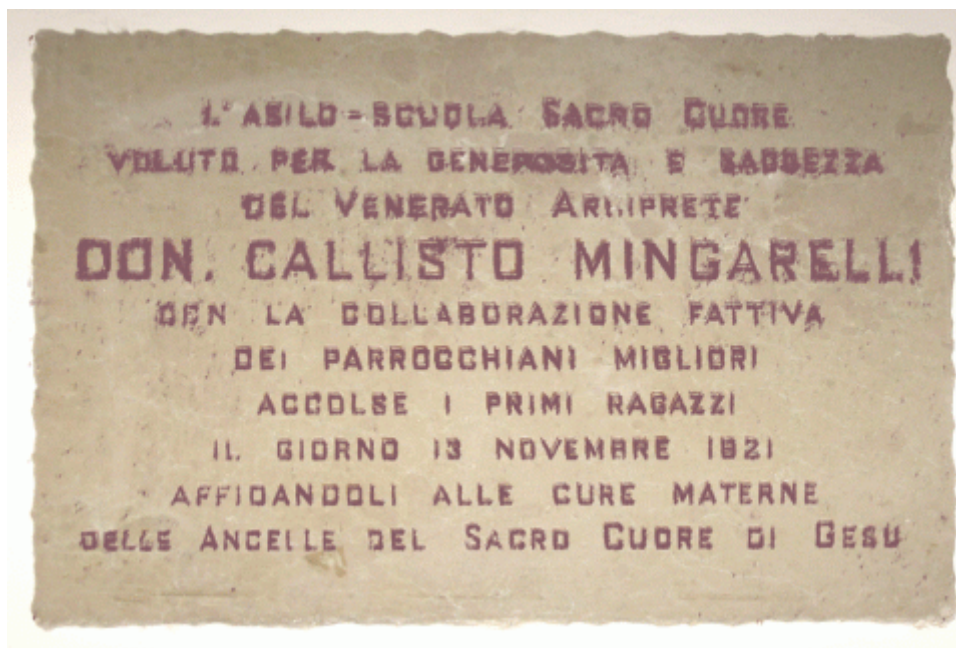 L'ASILO=SCUOLA SACRO CUORE
VOLUTO PER LA GENEROSITA E SAGGEZZA
DEL VENERATO ARCIPRETE
DON. CALLISTO MINGARELLI
CON LA COLLABORAZIONE FATTIVA
DEI PARROCCHIANI MIGLIORI
ACCOLSE I PRIMI RAGAZZI
IL GIORNO 13 NOVEMBRE 1921
AFFIDANDOLI ALLE CURE MATERNE
DELLE ANCELLE DEL SACRO CUORE DI GESU